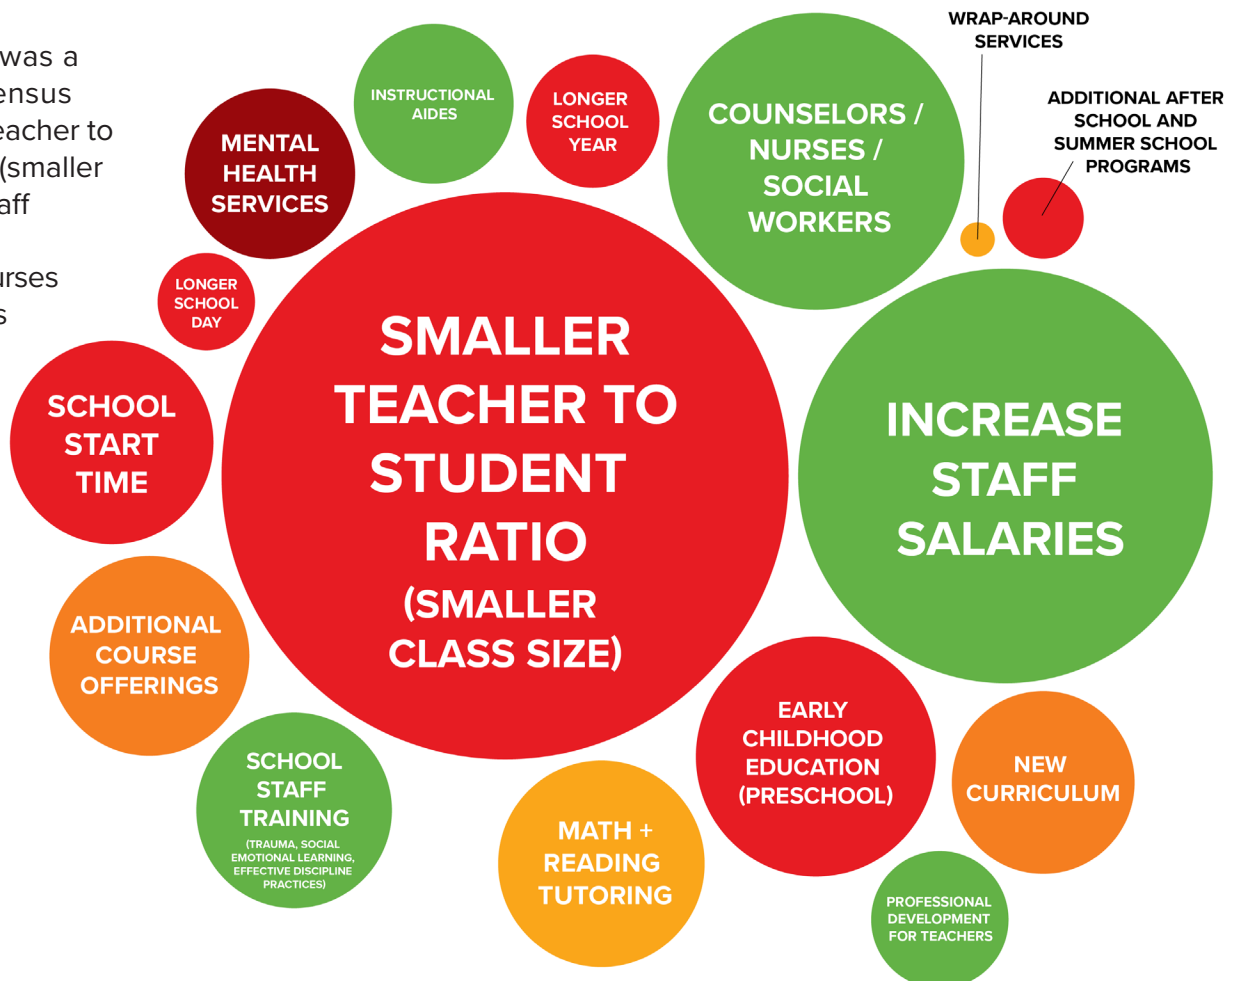 was a
ensus
eacher to
(smaller
aff
urses
s
WRAP-AROUND
SERVICES
ADDITIONAL AFTER
SCHOOL AND
SUMMER SCHOOL
PROGRAMS
INSTRUCTIONAL
AIDES
LONGER
SCHOOL
YEAR
COUNSELORS /
NURSES /
SOCIAL
WORKERS
MENTAL
HEALTH
SERVICES
LONGER
SCHOOL
DAY
SCHOOL
START
TIME
SMALLER
TEACHER TO
STUDENT
RATIO
(SMALLER
CLASS SIZE)
INCREASE
STAFF
SALARIES
ADDITIONAL
COURSE
OFFERINGS
SCHOOL
STAFF
TRAINING
(TRAUMA, SOCIAL
EMOTIONAL LEARNING,
EFFECTIVE DISCIPLINE
PRACTICES)
MATH +
READING
TUTORING
EARLY
CHILDHOOD
EDUCATION
(PRESCHOOL)
NEW
CURRICULUM
PROFESSIONAL
DEVELOPMENT
FOR TEACHERS